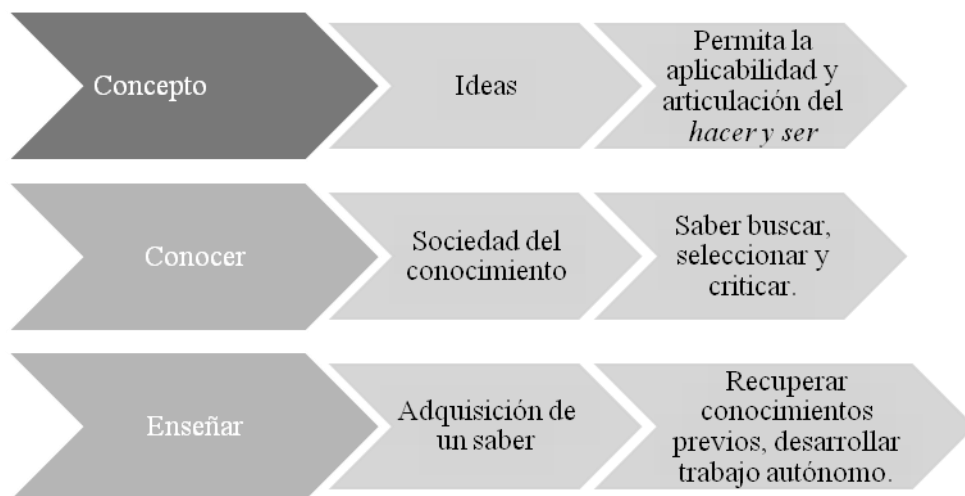 Concepto
Ideas
Permita la
aplicabilidad y
articulación del
hacer y ser
Conocer
Sociedad del
conocimiento
Saber buscar,
seleccionar y
criticar.
Enseñar
Adquisición de
un saber
Recuperar
conocimientos
previos, desarrollar
trabajo autónomo.